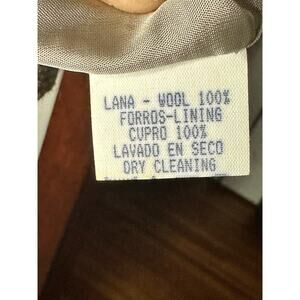 LANA - WOOL 100%
FORROS-LINING
CUPRO 100%
LAVADO EN SECO
DRY CLEANING